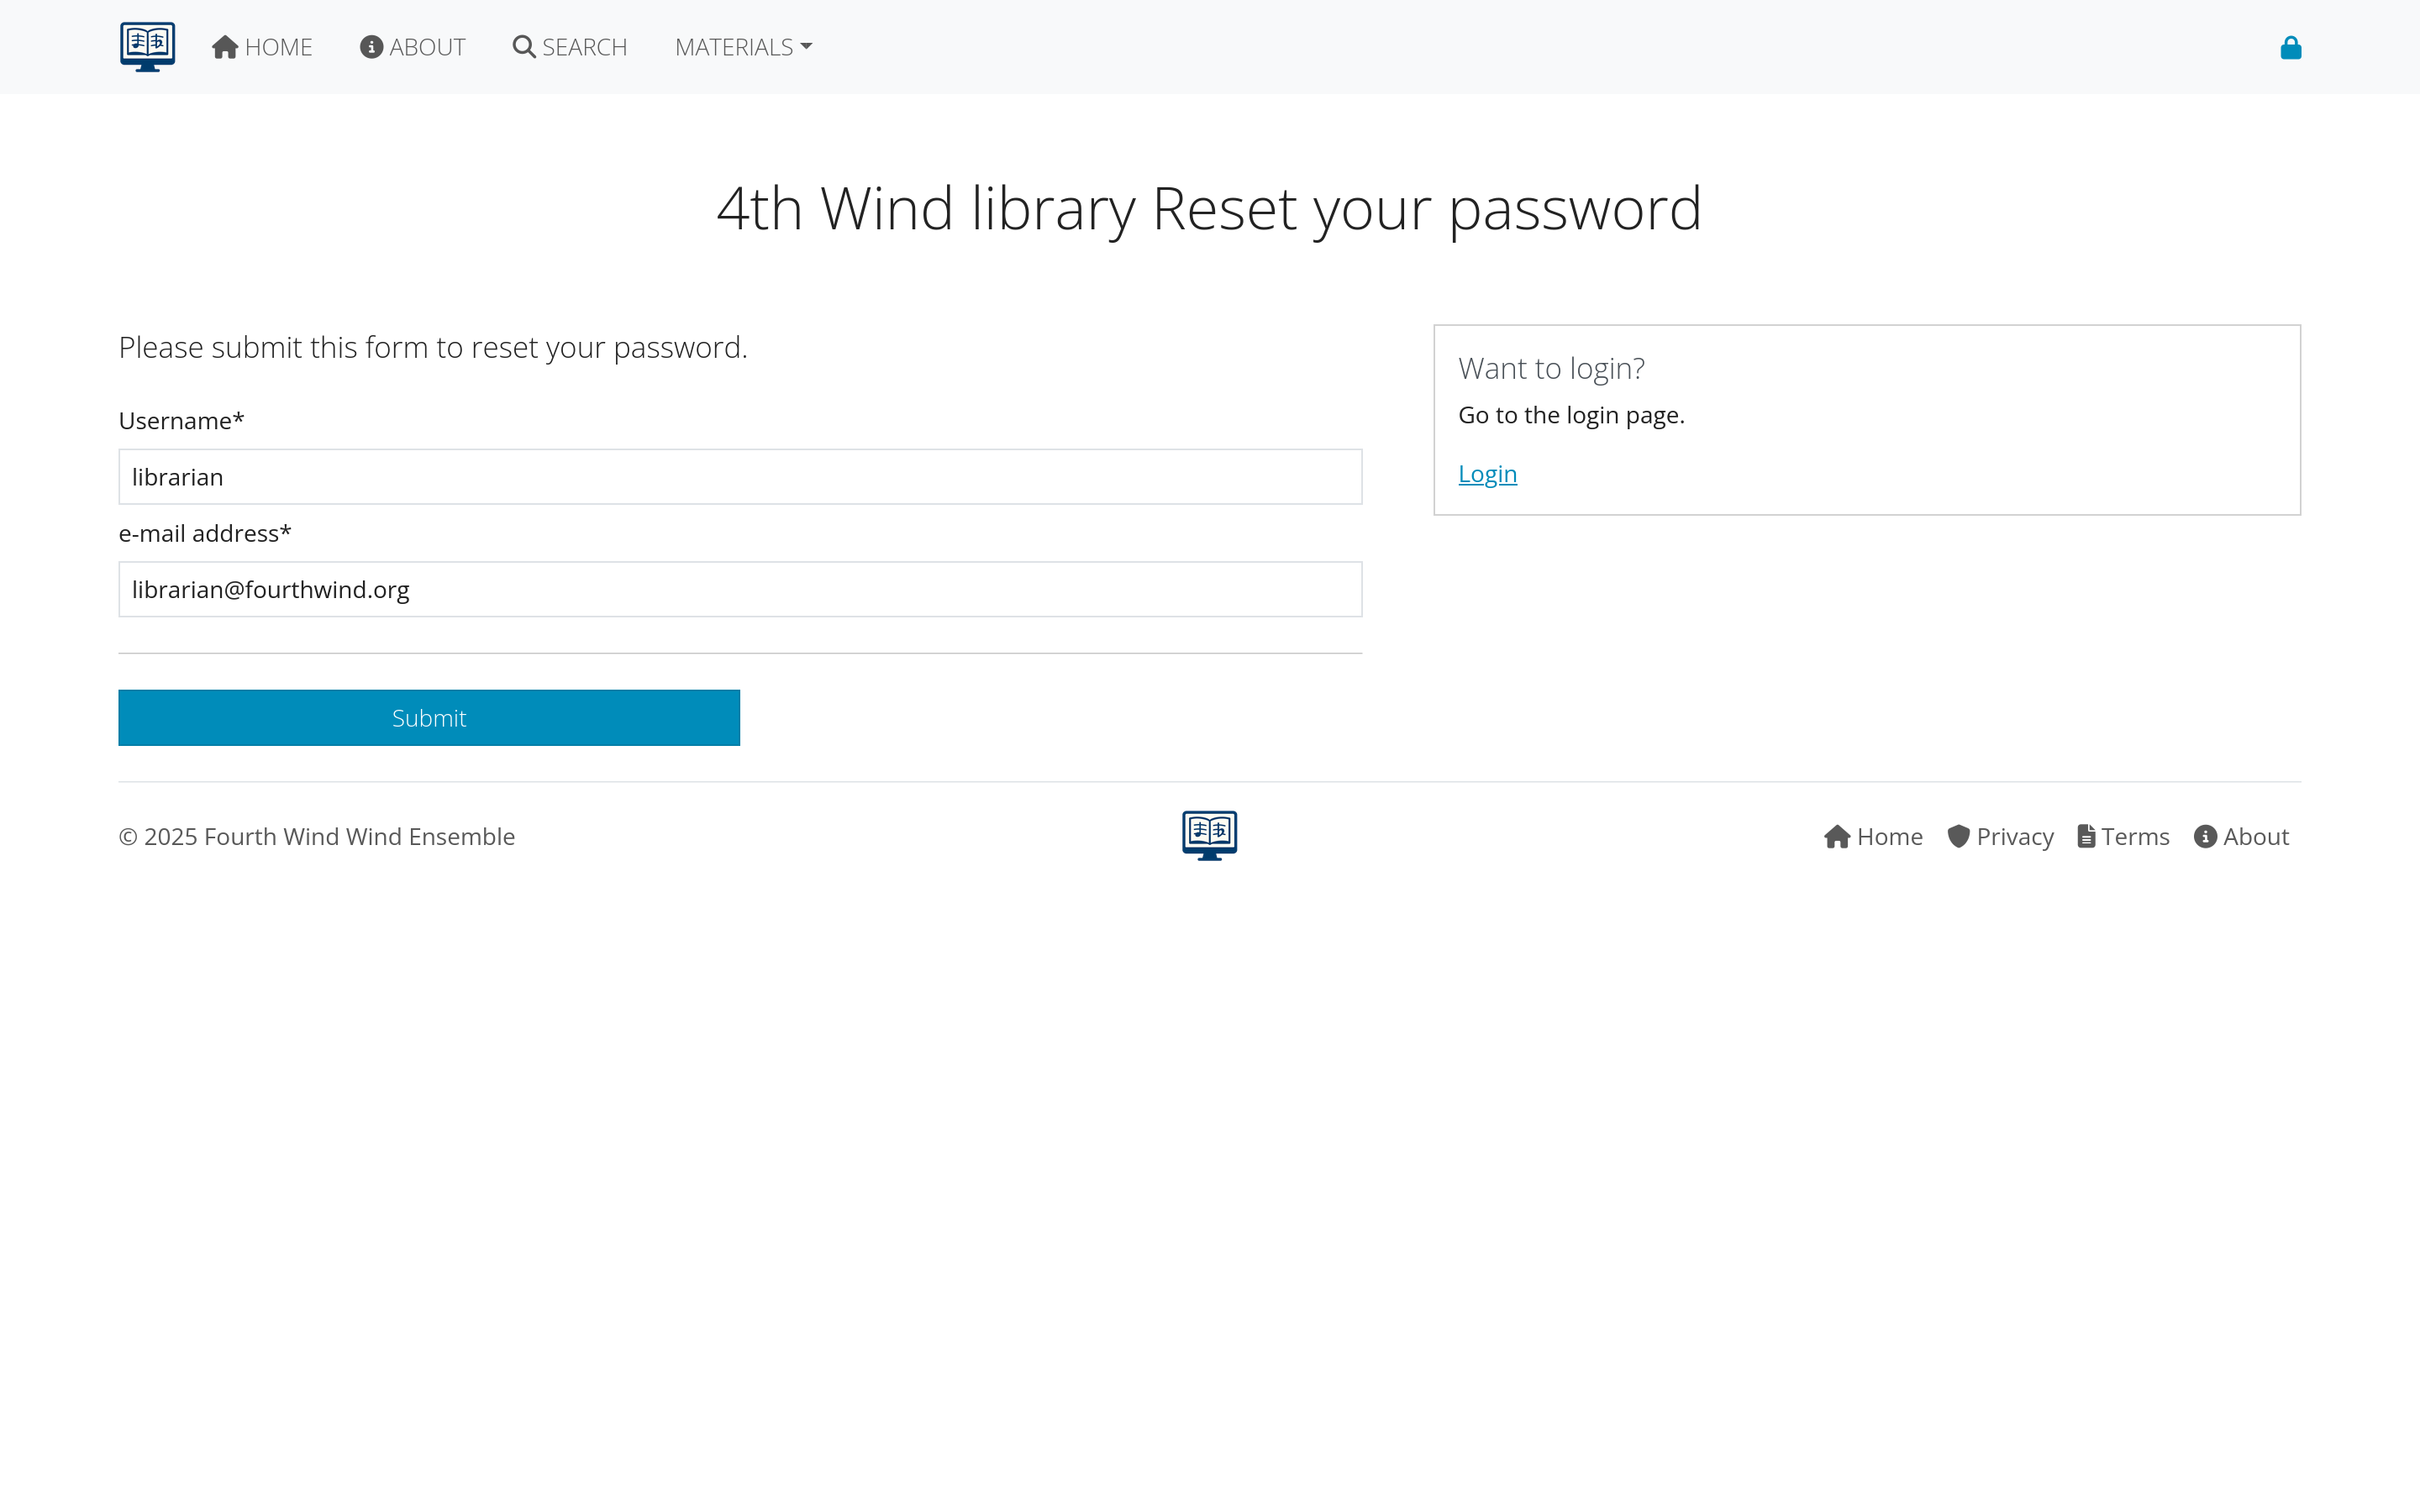 HOME ABOUT SEARCH MATERIALS
4th Wind library Reset your password
Please submit this form to reset your password.
Username*
librarian
e-mail address*
librarian@fourthwind.org
Submit
Want to login?
Go to the login page.
Login
© 2025 Fourth Wind Wind Ensemble
Home Privacy Terms About